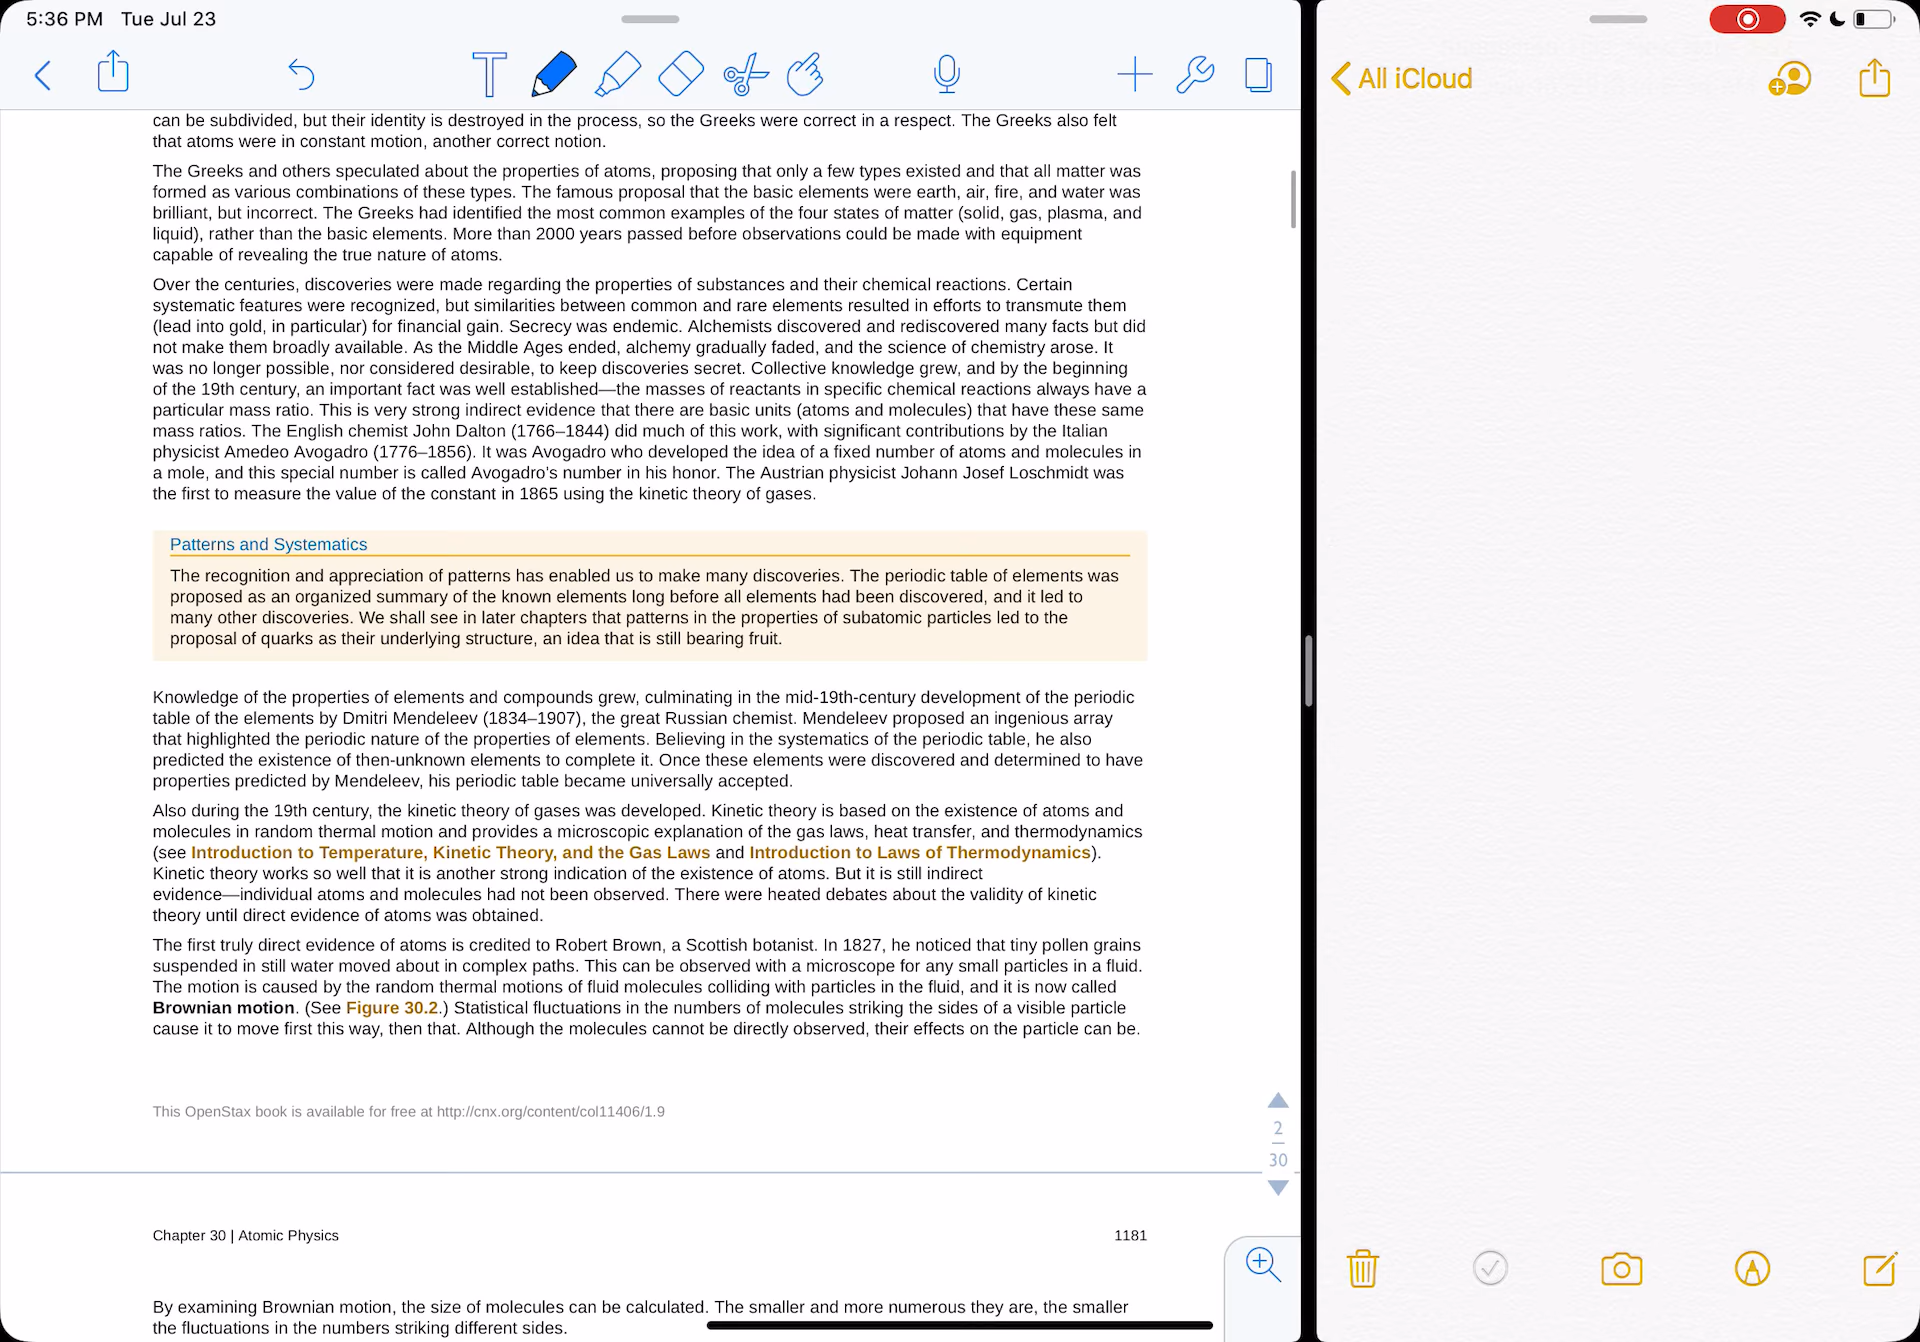 5:36 PM Tue Jul 23
All iCloud
can be subdivided, but their identity is destroyed in the process, so the Greeks were correct in a respect. The Greeks also felt
that atoms were in constant motion, another correct notion.
The Greeks and others speculated about the properties of atoms, proposing that only a few types existed and that all matter was
formed as various combinations of these types. The famous proposal that the basic elements were earth, air, fire, and water was
brilliant, but incorrect. The Greeks had identified the most common examples of the four states of matter (solid, gas, plasma, and
liquid), rather than the basic elements. More than 2000 years passed before observations could be made with equipment
capable of revealing the true nature of atoms.
Over the centuries, discoveries were made regarding the properties of substances and their chemical reactions. Certain
systematic features were recognized, but similarities between common and rare elements resulted in efforts to transmute them
(lead into gold, in particular) for financial gain. Secrecy was endemic. Alchemists discovered and rediscovered many facts but did
not make them broadly available. As the Middle Ages ended, alchemy gradually faded, and the science of chemistry arose. It
was no longer possible, nor considered desirable, to keep discoveries secret. Collective knowledge grew, and by the beginning
of the 19th century, an important fact was well established—the masses of reactants in specific chemical reactions always have a
particular mass ratio. This is very strong indirect evidence that there are basic units (atoms and molecules) that have these same
mass ratios. The English chemist John Dalton (1766–1844) did much of this work, with significant contributions by the Italian
physicist Amedeo Avogadro (1776–1856). It was Avogadro who developed the idea of a fixed number of atoms and molecules in
a mole, and this special number is called Avogadro's number in his honor. The Austrian physicist Johann Josef Loschmidt was
the first to measure the value of the constant in 1865 using the kinetic theory of gases.
Patterns and Systematics
The recognition and appreciation of patterns has enabled us to make many discoveries. The periodic table of elements was
proposed as an organized summary of the known elements long before all elements had been discovered, and it led to
many other discoveries. We shall see in later chapters that patterns in the properties of subatomic particles led to the
proposal of quarks as their underlying structure, an idea that is still bearing fruit.
Knowledge of the properties of elements and compounds grew, culminating in the mid-19th-century development of the periodic
table of the elements by Dmitri Mendeleev (1834–1907), the great Russian chemist. Mendeleev proposed an ingenious array
that highlighted the periodic nature of the properties of elements. Believing in the systematics of the periodic table, he also
predicted the existence of then-unknown elements to complete it. Once these elements were discovered and determined to have
properties predicted by Mendeleev, his periodic table became universally accepted.
Also during the 19th century, the kinetic theory of gases was developed. Kinetic theory is based on the existence of atoms and
molecules in random thermal motion and provides a microscopic explanation of the gas laws, heat transfer, and thermodynamics
(see Introduction to Temperature, Kinetic Theory, and the Gas Laws and Introduction to Laws of Thermodynamics).
Kinetic theory works so well that it is another strong indication of the existence of atoms. But it is still indirect
evidence—individual atoms and molecules had not been observed. There were heated debates about the validity of kinetic
theory until direct evidence of atoms was obtained.
The first truly direct evidence of atoms is credited to Robert Brown, a Scottish botanist. In 1827, he noticed that tiny pollen grains
suspended in still water moved about in complex paths. This can be observed with a microscope for any small particles in a fluid.
The motion is caused by the random thermal motions of fluid molecules colliding with particles in the fluid, and it is now called
Brownian motion. (See Figure 30.2.) Statistical fluctuations in the numbers of molecules striking the sides of a visible particle
cause it to move first this way, then that. Although the molecules cannot be directly observed, their effects on the particle can be.
This OpenStax book is available for free at http://cnx.org/content/col11406/1.9
2
30
Chapter 30 | Atomic Physics 1181
By examining Brownian motion, the size of molecules can be calculated. The smaller and more numerous they are, the smaller
the fluctuations in the numbers striking different sides.